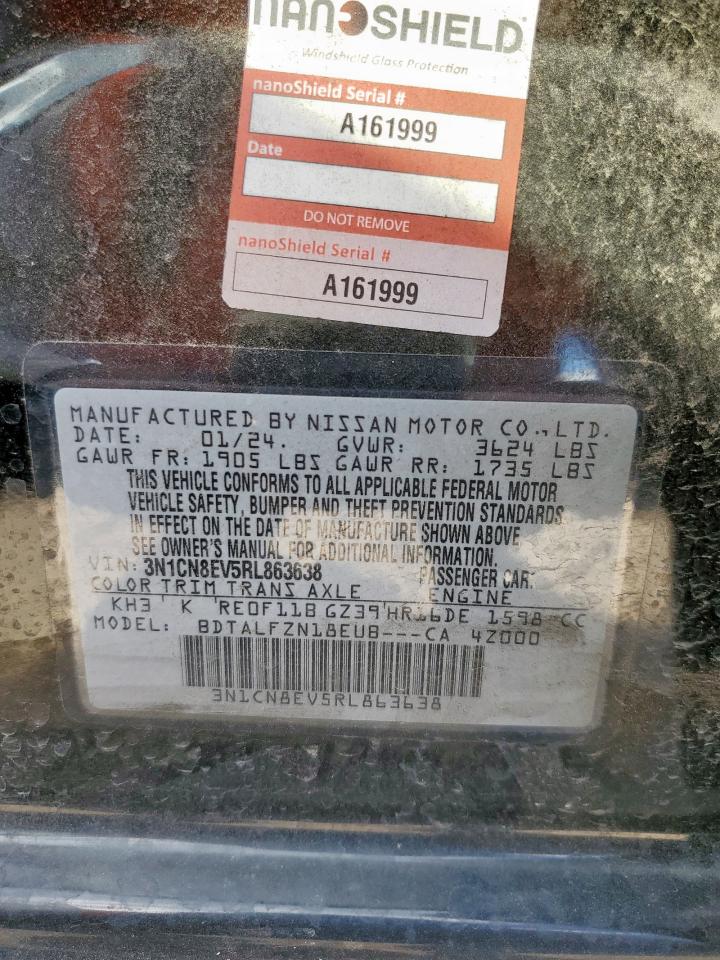 NANOSHIELD
Windshield Glass Protection
nanoShield Serial #
A161999
Date
DO NOT REMOVE
nanoShield Serial #
A161999
MANUFACTURED BY NISSAN MOTOR CO.,LTD.
DATE: 01/24. GVWR: 3624 LBS
GAWR FR: 1905 LBS GAWR RR: 1735 LBS
THIS VEHICLE CONFORMS TO ALL APPLICABLE FEDERAL MOTOR
VEHICLE SAFETY, BUMPER AND THEFT PREVENTION STANDARDS
IN EFFECT ON THE DATE OF MANUFACTURE SHOWN ABOVE
SEE OWNER'S MANUAL FOR ADDITIONAL INFORMATION.
VIN: 3N1CN8EV5RL863638 PASSENGER CAR.
COLOR TRIM TRANS AXLE ENGINE
KH3 K RE0F11B GZ39 HR16DE 1598 CC
MODEL: BDTALFZN18EUB---CA 4Z000
3N1CN8EV5RL863638